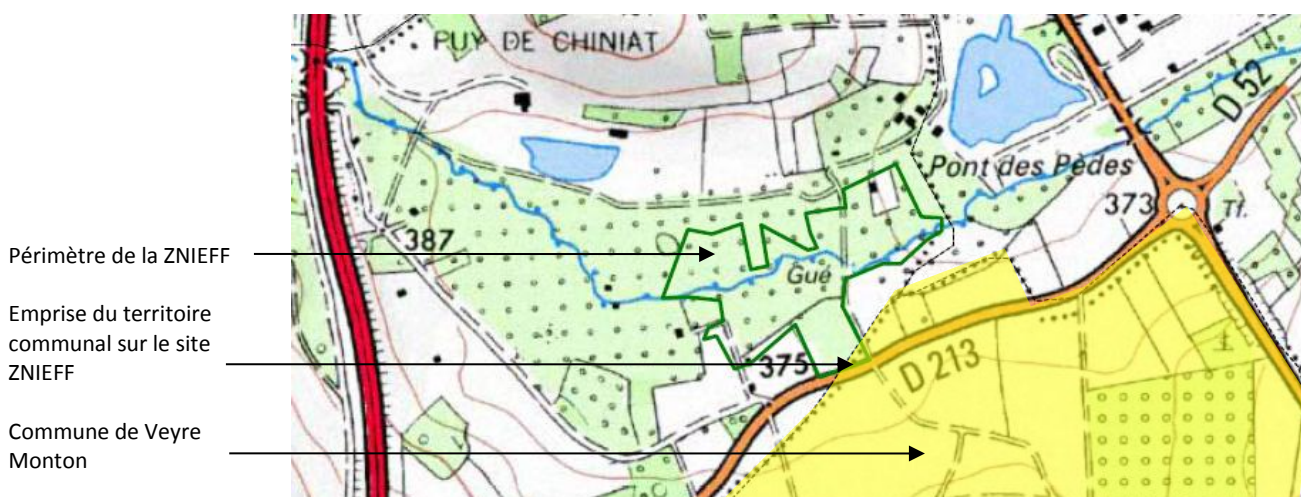 PUY DE CHINIAT
D 52
Pont des Pèdes
373
Tf.
387
Périmètre de la ZNIEFF
Gué
Emprise du territoire
communal sur le site
ZNIEFF
375
D 213
Commune de Veyre
Monton